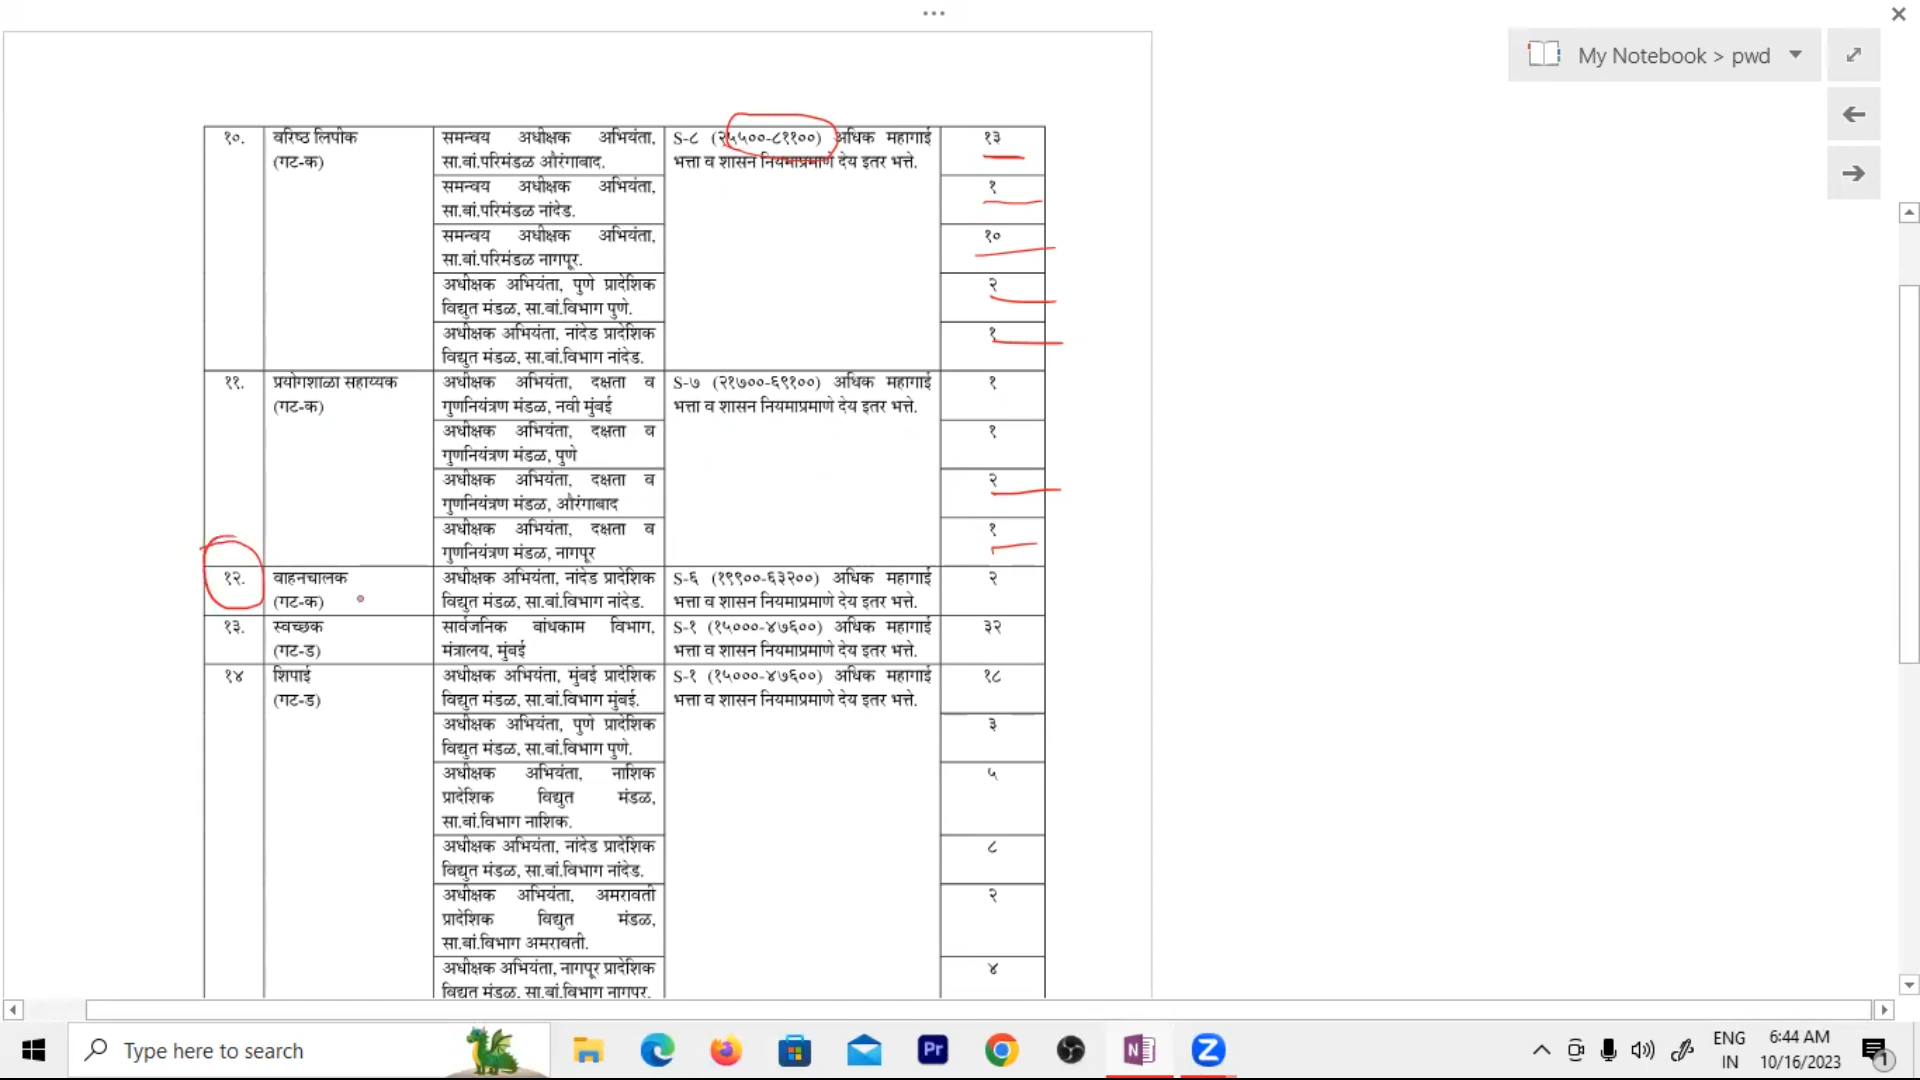 My Notebook > pwd
१०. वरिष्ठ लिपीक समन्वय अधीक्षक अभियंता, S-८ (२५५००-८११००) अधिक महागाई १३
(गट-क) सा.बां.परिमंडळ औरंगाबाद. भत्ता व शासन नियमाप्रमाणे देय इतर भत्ते.
समन्वय अधीक्षक अभियंता, १
सा.बां.परिमंडळ नांदेड.
समन्वय अधीक्षक अभियंता, १०
सा.बां.परिमंडळ नागपूर.
अधीक्षक अभियंता, पुणे प्रादेशिक २
विद्युत मंडळ, सा.बां.विभाग पुणे.
अधीक्षक अभियंता, नांदेड प्रादेशिक १
विद्युत मंडळ, सा.बां.विभाग नांदेड.
११. प्रयोगशाळा सहाय्यक अधीक्षक अभियंता, दक्षता व S-७ (२१७००-६९१००) अधिक महागाई १
(गट-क) गुणनियंत्रण मंडळ, नवी मुंबई भत्ता व शासन नियमाप्रमाणे देय इतर भत्ते.
अधीक्षक अभियंता, दक्षता व १
गुणनियंत्रण मंडळ, पुणे
अधीक्षक अभियंता, दक्षता व २
गुणनियंत्रण मंडळ, औरंगाबाद
अधीक्षक अभियंता, दक्षता व १
गुणनियंत्रण मंडळ, नागपूर
१२. वाहनचालक अधीक्षक अभियंता, नांदेड प्रादेशिक S-६ (१९९००-६३२००) अधिक महागाई २
(गट-क) विद्युत मंडळ, सा.बां.विभाग नांदेड. भत्ता व शासन नियमाप्रमाणे देय इतर भत्ते.
१३. स्वच्छक सार्वजनिक बांधकाम विभाग, S-१ (१५०००-४७६००) अधिक महागाई ३२
(गट-ड) मंत्रालय, मुंबई भत्ता व शासन नियमाप्रमाणे देय इतर भत्ते.
१४ शिपाई अधीक्षक अभियंता, मुंबई प्रादेशिक S-१ (१५०००-४७६००) अधिक महागाई १८
(गट-ड) विद्युत मंडळ, सा.बां.विभाग मुंबई. भत्ता व शासन नियमाप्रमाणे देय इतर भत्ते.
अधीक्षक अभियंता, पुणे प्रादेशिक ३
विद्युत मंडळ, सा.बां.विभाग पुणे.
अधीक्षक अभियंता, नाशिक ५
प्रादेशिक विद्युत मंडळ,
सा.बां.विभाग नाशिक.
अधीक्षक अभियंता, नांदेड प्रादेशिक ८
विद्युत मंडळ, सा.बां.विभाग नांदेड.
अधीक्षक अभियंता, अमरावती २
प्रादेशिक विद्युत मंडळ,
सा.बां.विभाग अमरावती.
अधीक्षक अभियंता, नागपूर प्रादेशिक ४
विद्युत मंडळ, सा.बां.विभाग नागपूर.
Type here to search
Pr
N
Z
ENG 6:44 AM
IN 10/16/2023
1